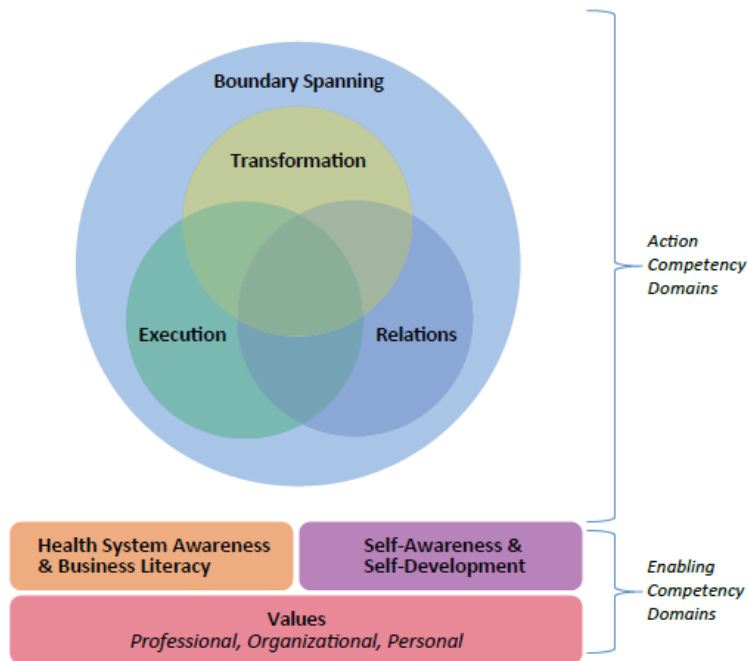 Boundary Spanning
Transformation
Execution
Relations
Action
Competency
Domains
Health System Awareness
& Business Literacy
Self-Awareness &
Self-Development
Values
Professional, Organizational, Personal
Enabling
Competency
Domains